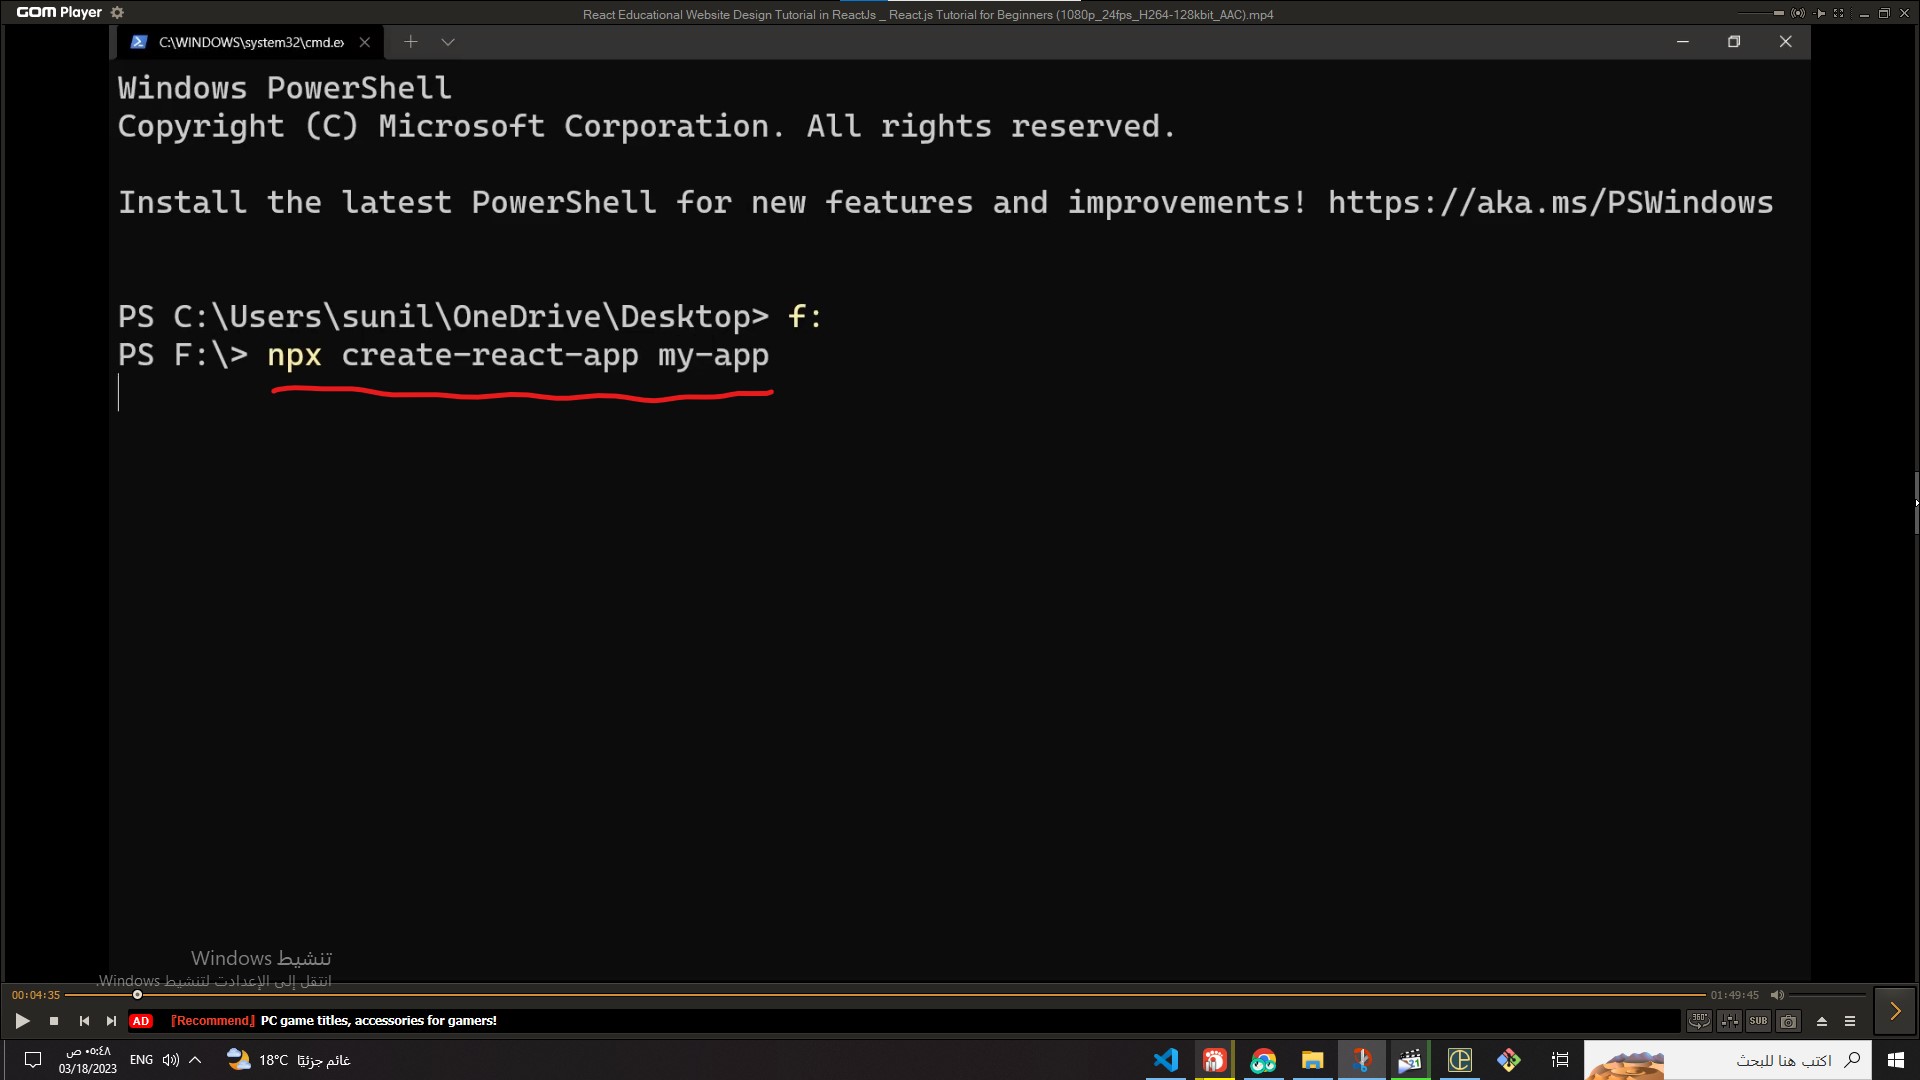 GOM Player
React Educational Website Design Tutorial in ReactJs _ React.js Tutorial for Beginners (1080p_24fps_H264-128kbit_AAC).mp4
C:\WINDOWS\system32\cmd.ex
Windows PowerShell
Copyright (C) Microsoft Corporation. All rights reserved.
Install the latest PowerShell for new features and improvements! https://aka.ms/PSWindows
PS C:\Users\sunil\OneDrive\Desktop> f:
PS F:\> npx create-react-app my-app
تنشيط Windows
انتقل إلى الإعدادت لتنشيط Windows.
00:04:35
01:49:45
AD
『Recommend』 PC game titles, accessories for gamers!
360°
SUB
٠٥:٤٨ ص
03/18/2023
ENG
18°C غائم جزئيًا
اكتب هنا للبحث